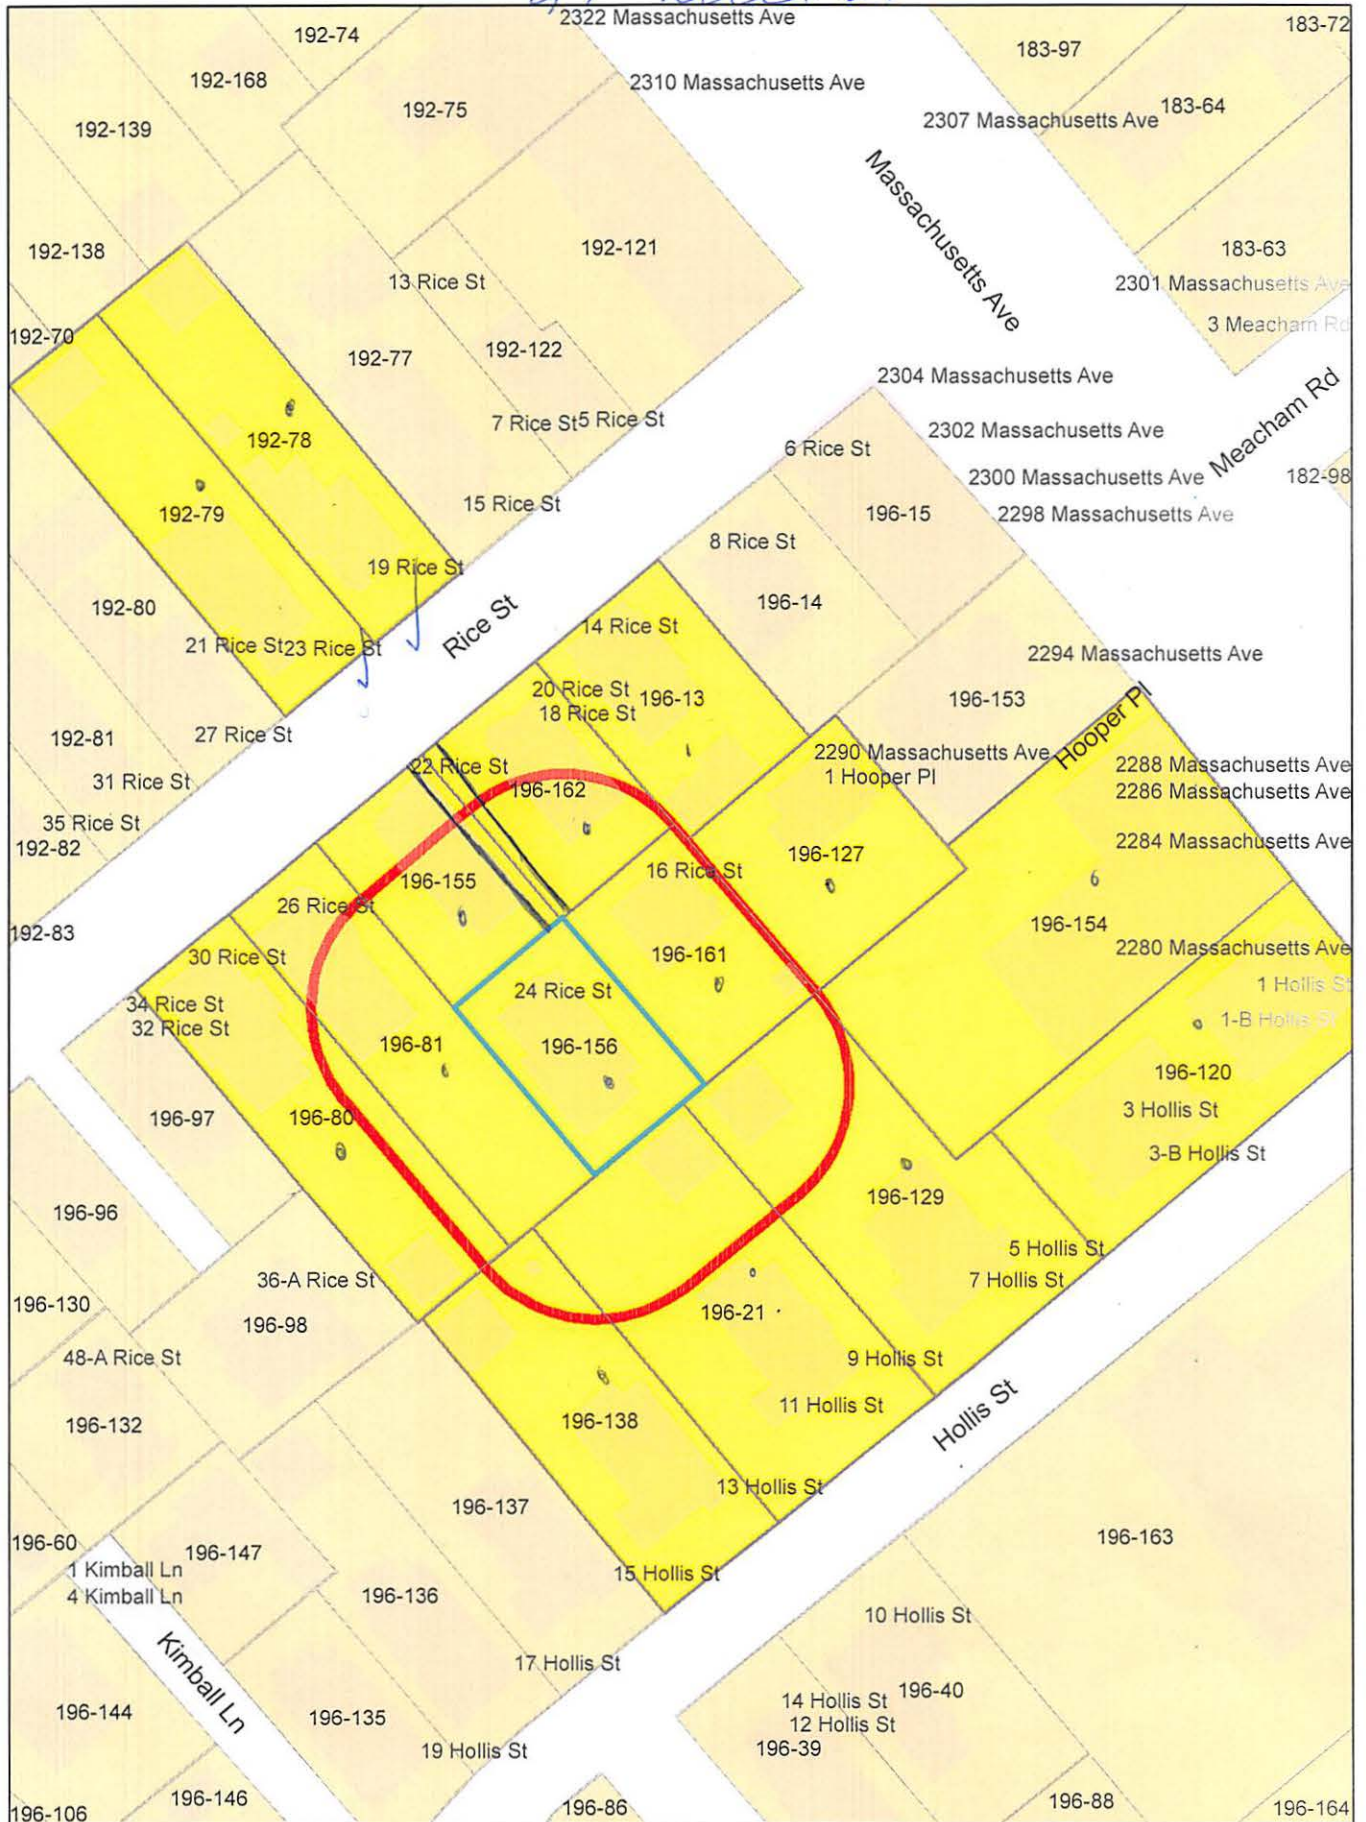 2322 Massachusetts Ave
183-72
192-74
183-97
192-168
2310 Massachusetts Ave
192-75
183-64
2307 Massachusetts Ave
192-139
Massachusetts Ave
192-138
192-121
183-63
13 Rice St
2301 Massachusetts Ave
3 Meacham Rd
192-70
192-77
192-122
2304 Massachusetts Ave
Meacham Rd
7 Rice St
5 Rice St
192-78
2302 Massachusetts Ave
6 Rice St
2300 Massachusetts Ave
182-98
15 Rice St
192-79
196-15
2298 Massachusetts Ave
8 Rice St
19 Rice St
196-14
192-80
Rice St
14 Rice St
21 Rice St
23 Rice St
2294 Massachusetts Ave
20 Rice St
196-13
196-153
18 Rice St
Hooper Pl
27 Rice St
192-81
2290 Massachusetts Ave
22 Rice St
2288 Massachusetts Ave
1 Hooper Pl
31 Rice St
196-162
2286 Massachusetts Ave
35 Rice St
2284 Massachusetts Ave
192-82
196-127
16 Rice St
196-155
26 Rice St
196-154
192-83
2280 Massachusetts Ave
196-161
30 Rice St
1 Hollis St
24 Rice St
34 Rice St
1-B Hollis St
32 Rice St
196-81
196-156
196-120
3 Hollis St
196-97
196-80
3-B Hollis St
196-129
196-96
5 Hollis St
36-A Rice St
7 Hollis St
196-130
196-21
196-98
48-A Rice St
9 Hollis St
11 Hollis St
Hollis St
196-132
196-138
13 Hollis St
196-137
196-163
196-60
196-147
1 Kimball Ln
15 Hollis St
4 Kimball Ln
196-136
10 Hollis St
Kimball Ln
17 Hollis St
196-40
14 Hollis St
196-144
196-135
12 Hollis St
196-39
19 Hollis St
196-146
196-88
196-86
196-106
196-164